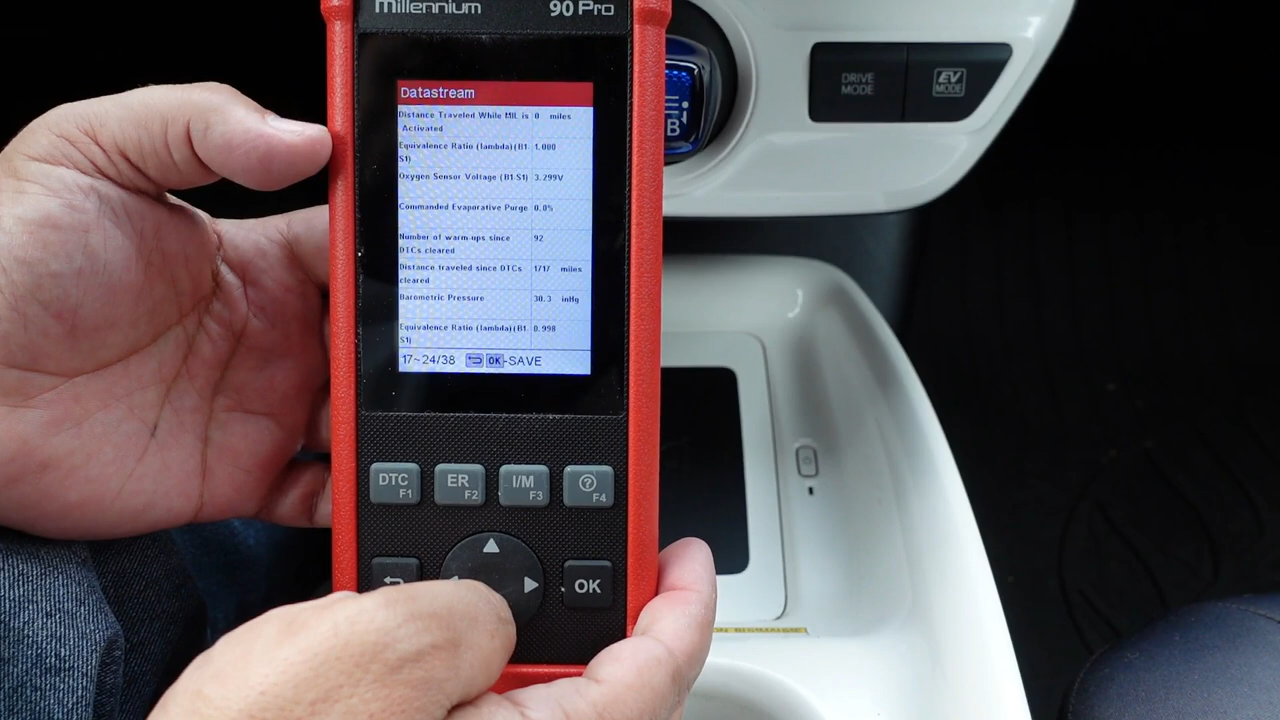 Millennium 90 Pro
Datastream
Distance Traveled While MIL is 0 miles
Activated
Equivalence Ratio (lambda)(B1- 1.000
S1)
Oxygen Sensor Voltage (B1-S1) 3.299V
Commanded Evaporative Purge 0.0%
Number of warm-ups since 92
DTCs cleared
Distance traveled since DTCs 1717 miles
cleared
Barometric Pressure 30.3 inHg
Equivalence Ratio (lambda)(B1- 0.998
S1)
17~24/38 OK-SAVE
DTC F1
ER F2
I/M F3
? F4
OK
B
DRIVE
MODE
EV
MODE